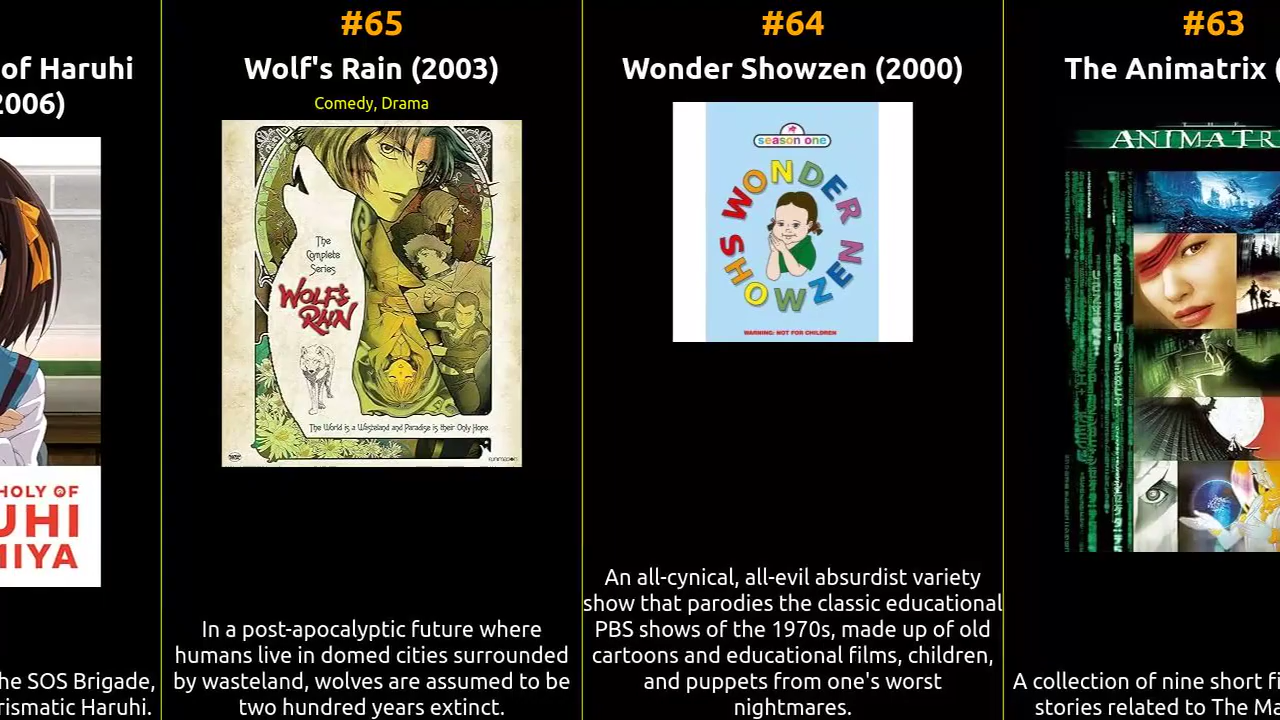 of Haruhi
2006)
HOLY OF
UHI
MIYA
he SOS Brigade,
rismatic Haruhi.
#65
Wolf's Rain (2003)
Comedy, Drama
The
Complete
Series
WOLF'S
RAIN
The World is a Wasteland and Paradise is their Only Hope.
In a post-apocalyptic future where
humans live in domed cities surrounded
by wasteland, wolves are assumed to be
two hundred years extinct.
#64
Wonder Showzen (2000)
season one
WONDER
SHOWZEN
WARNING: NOT FOR CHILDREN
An all-cynical, all-evil absurdist variety
show that parodies the classic educational
PBS shows of the 1970s, made up of old
cartoons and educational films, children,
and puppets from one's worst
nightmares.
#63
The Animatrix (
THE
ANIMATR
A collection of nine short fi
stories related to The Ma